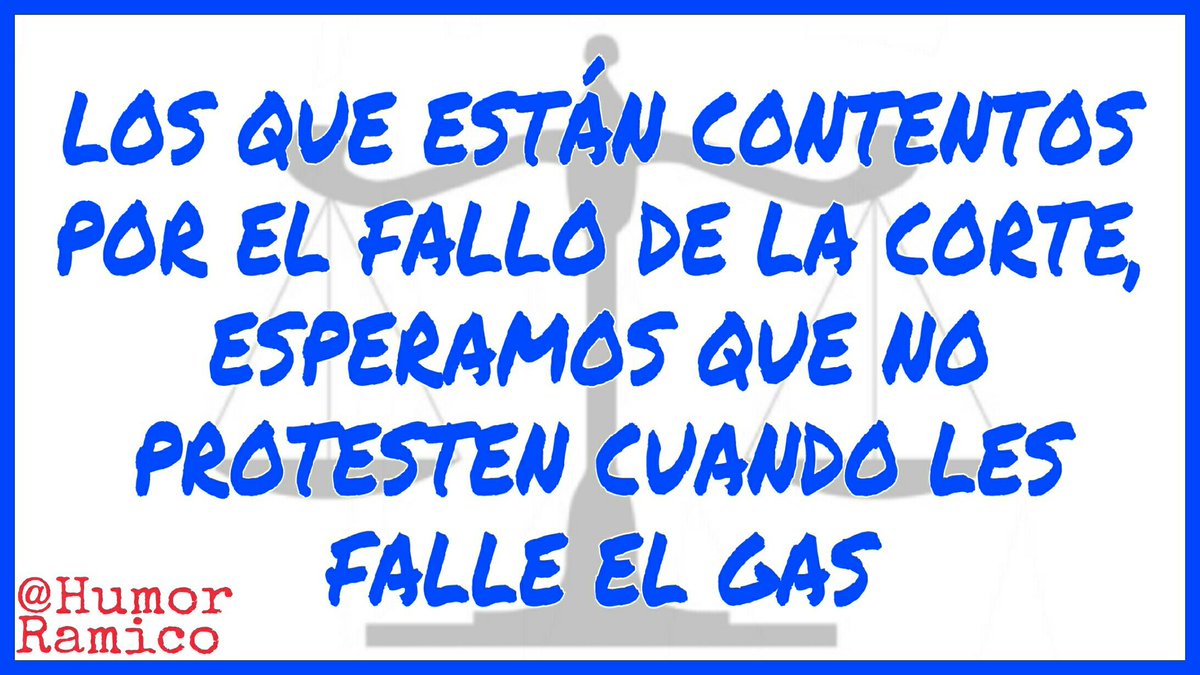 LOS QUE ESTÁN CONTENTOS
POR EL FALLO DE LA CORTE,
ESPERAMOS QUE NO
PROTESTEN CUANDO LES
FALLE EL GAS
@Humor
Ramico